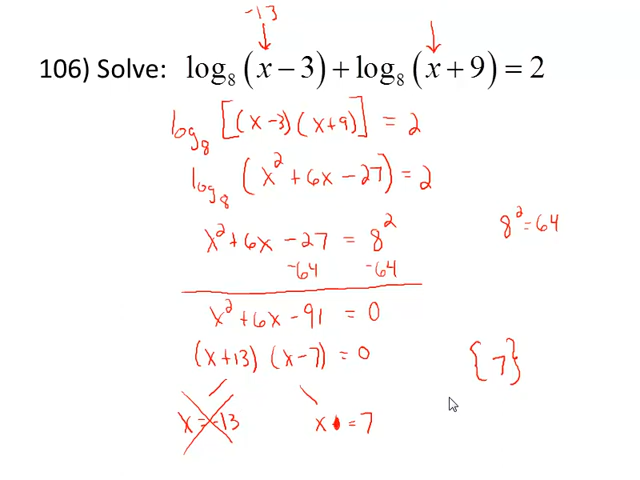 -13
106) Solve: log₈(x − 3) + log₈(x + 9) = 2
log₈ [(x-3)(x+9)] = 2
log₈ (x² + 6x - 27) = 2
x² + 6x - 27 = 8²
8² = 64
-64 -64
x² + 6x - 91 = 0
(x+13) (x-7) = 0
{7}
x = -13 x = 7